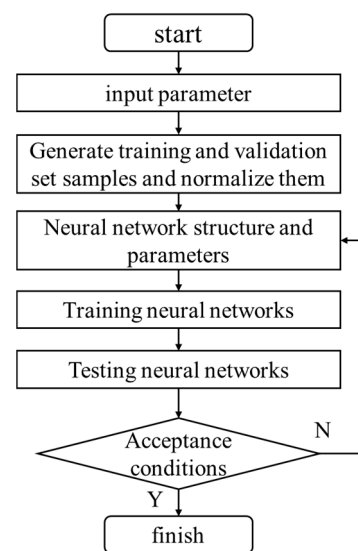 start
input parameter
Generate training and validation
set samples and normalize them
Neural network structure and
parameters
Training neural networks
Testing neural networks
Acceptance
conditions
N
Y
finish